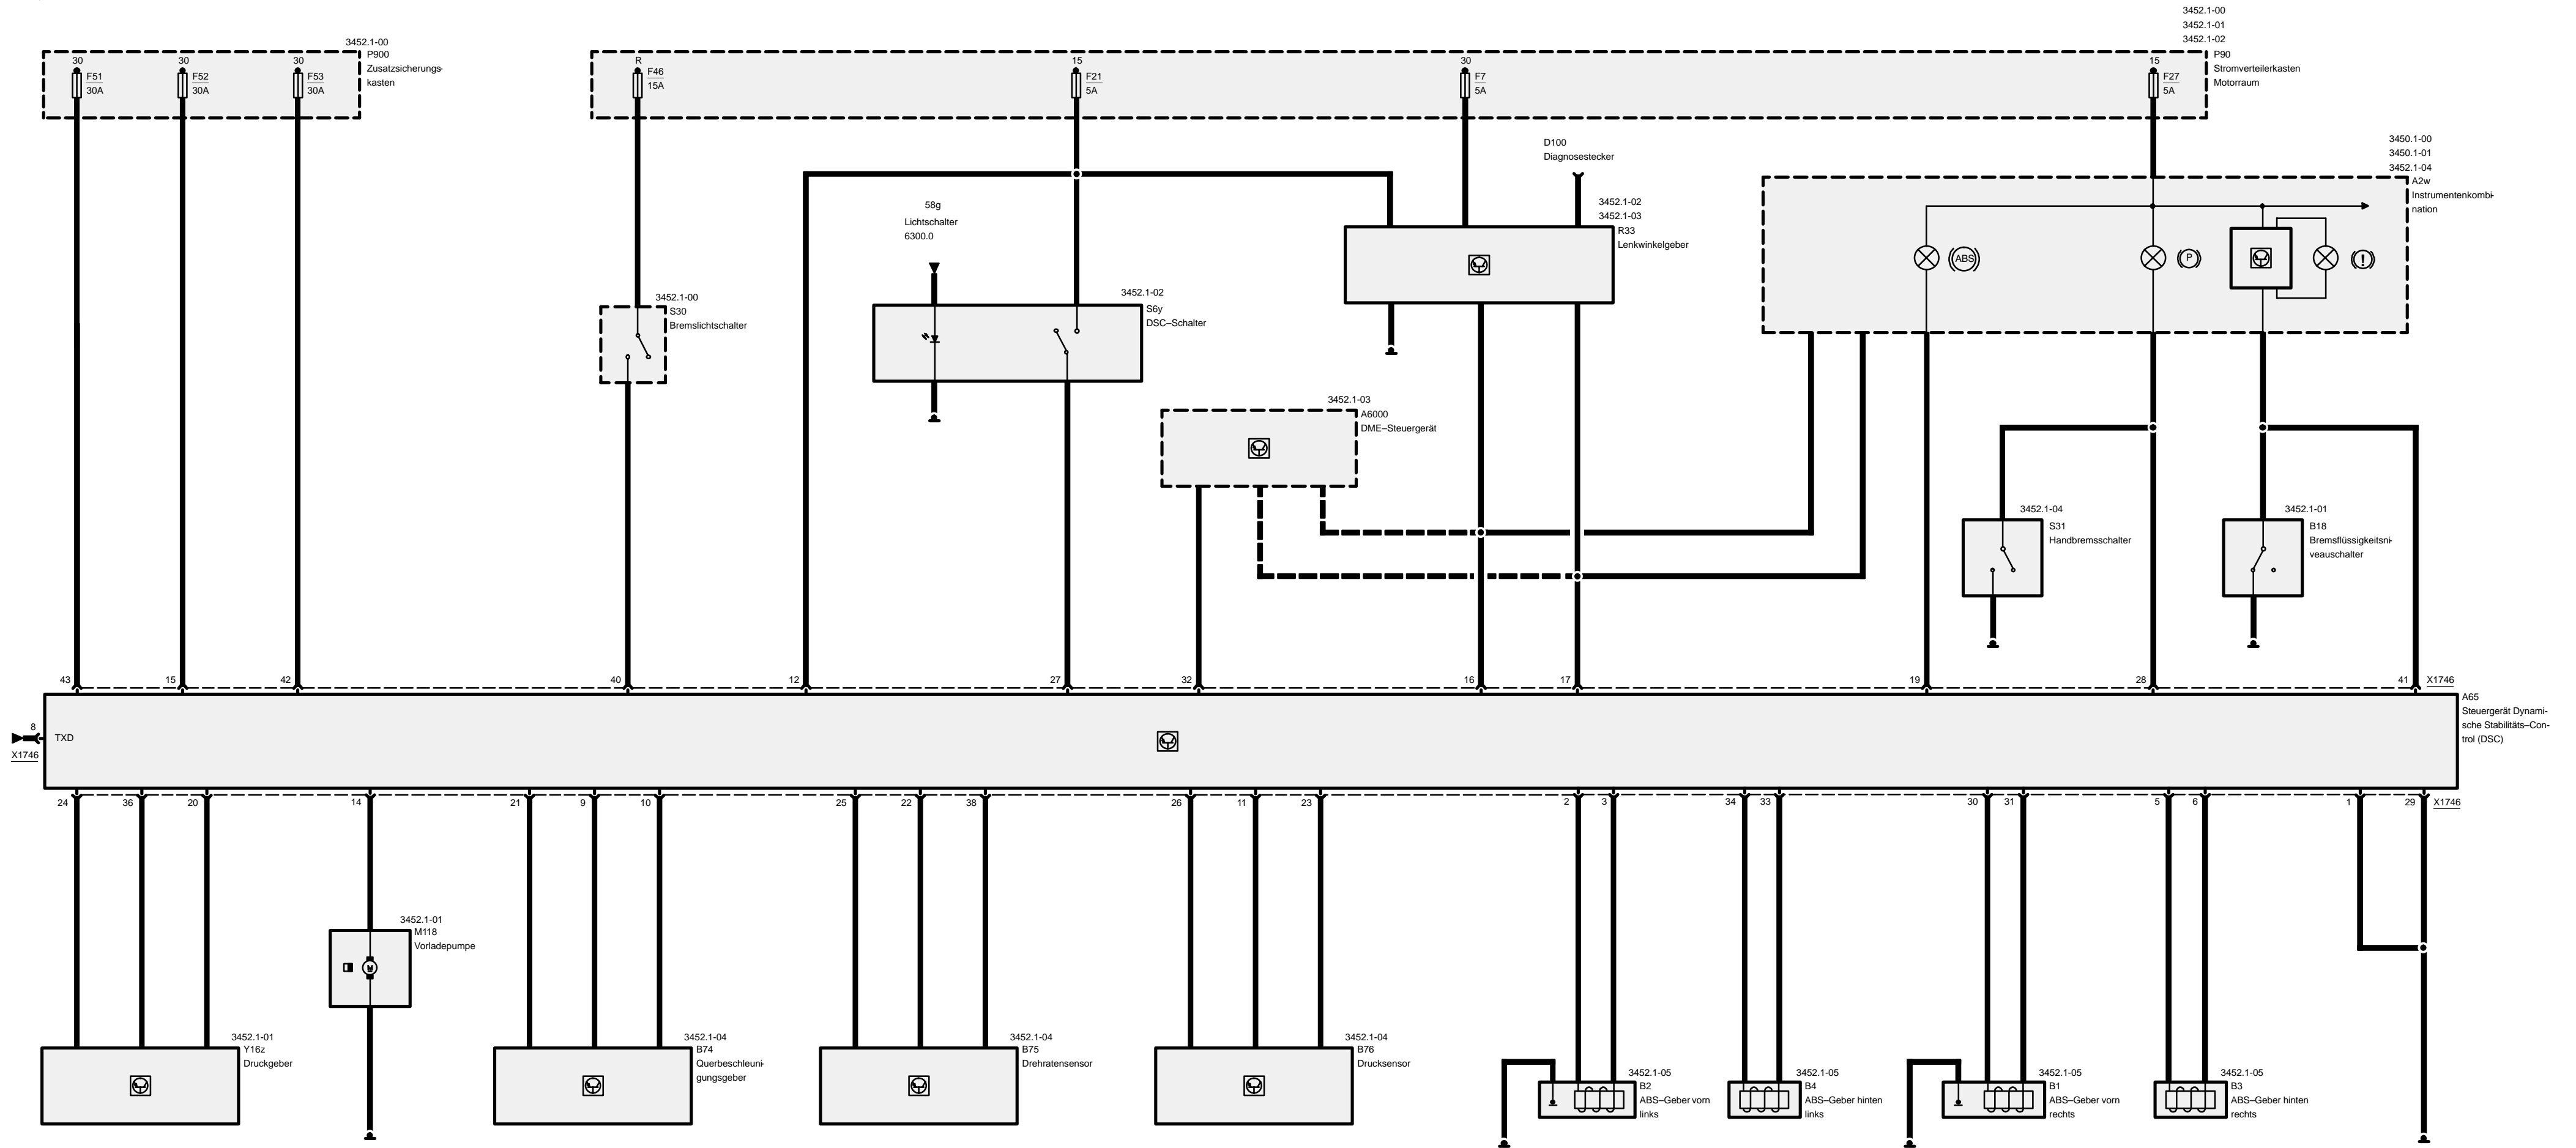 3452.1-00
P900
Zusatzsicherungs-
kasten
30
F51
30A
30
F52
30A
30
F53
30A
R
F46
15A
15
F21
5A
30
F7
5A
15
F27
5A
3452.1-00
3452.1-01
3452.1-02
P90
Stromverteilerkasten
Motorraum
D100
Diagnosestecker
3450.1-00
3450.1-01
3452.1-04
A2w
Instrumentenkombi-
nation
ABS
P
!
58g
Lichtschalter
6300.0
3452.1-02
3452.1-03
R33
Lenkwinkelgeber
3452.1-00
S30
Bremslichtschalter
3452.1-02
S6y
DSC–Schalter
3452.1-03
A6000
DME–Steuergerät
3452.1-04
S31
Handbremsschalter
3452.1-01
B18
Bremsflüssigkeitsni-
veauschalter
43
15
42
40
12
27
32
16
17
19
28
41
X1746
A65
Steuergerät Dynami-
sche Stabilitäts–Con-
trol (DSC)
8
X1746
TXD
24
36
20
14
21
9
10
25
22
38
26
11
23
2
3
34
33
30
31
5
6
1
29
X1746
3452.1-01
M118
Vorladepumpe
M
3452.1-01
Y16z
Druckgeber
3452.1-04
B74
Querbeschleuni-
gungsgeber
3452.1-04
B75
Drehratensensor
3452.1-04
B76
Drucksensor
3452.1-05
B2
ABS–Geber vorn
links
3452.1-05
B4
ABS–Geber hinten
links
3452.1-05
B1
ABS–Geber vorn
rechts
3452.1-05
B3
ABS–Geber hinten
rechts